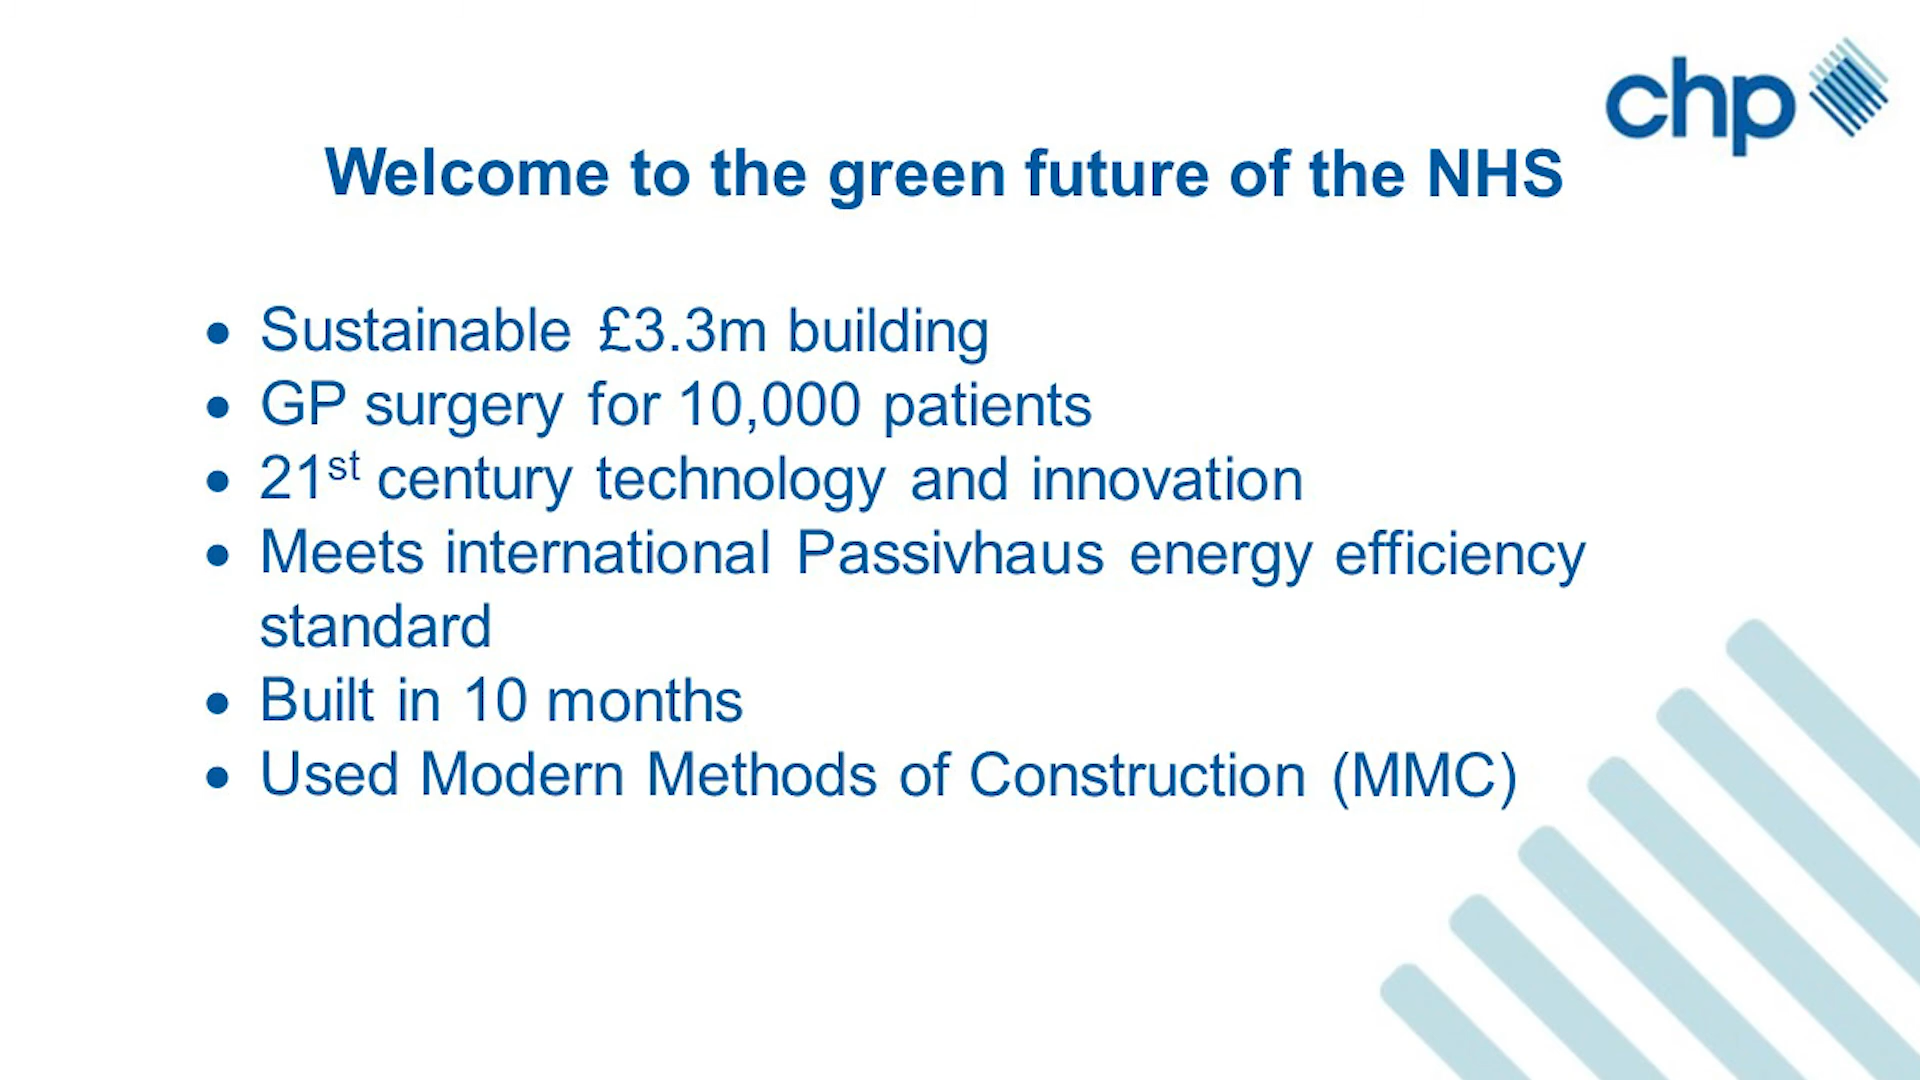 chp
Welcome to the green future of the NHS
• Sustainable £3.3m building
• GP surgery for 10,000 patients
• 21st century technology and innovation
• Meets international Passivhaus energy efficiency
standard
• Built in 10 months
• Used Modern Methods of Construction (MMC)